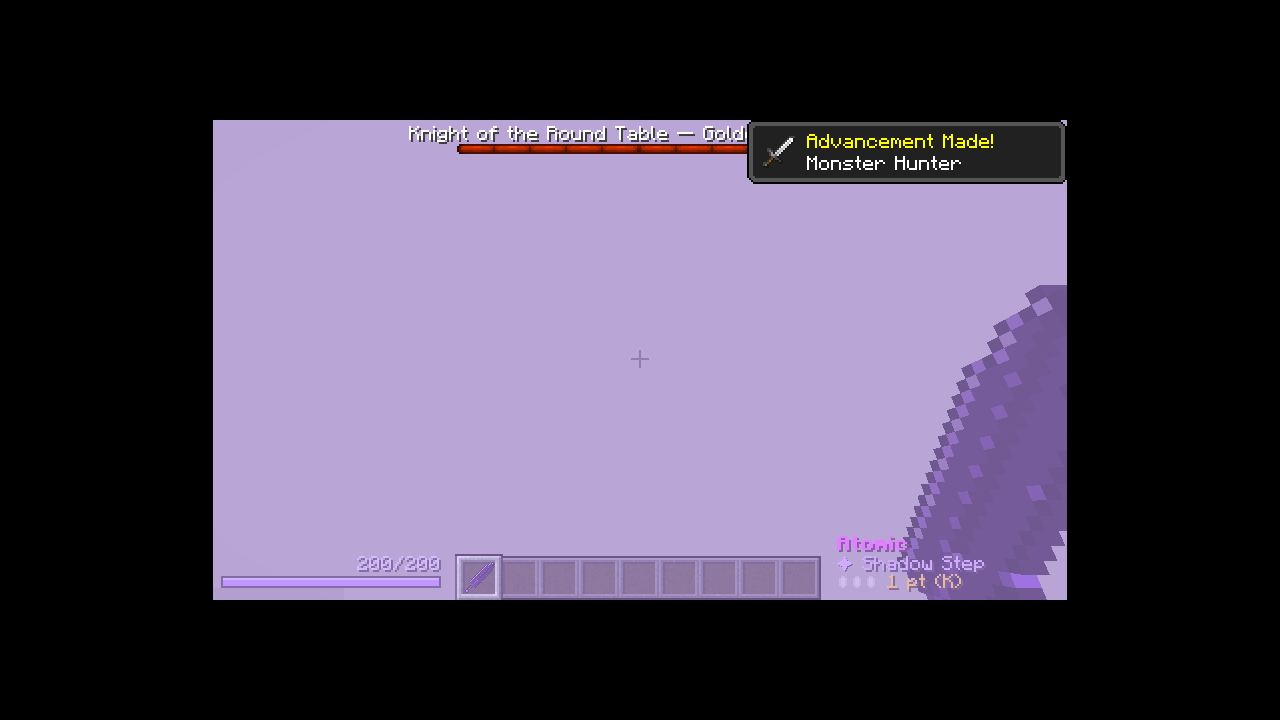 Knight of the Round Table — Gold
Advancement Made!
Monster Hunter
200/200
Atomic
Shadow Step
1 pt (K)